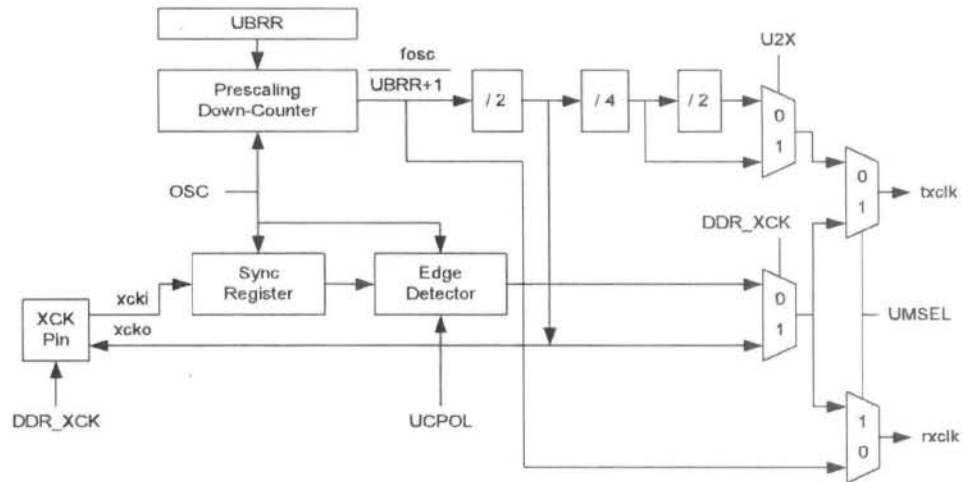 UBRR
fosc
UBRR+1
U2X
Prescaling
Down-Counter
/ 2
/ 4
/ 2
0
1
OSC
0
1
txclk
DDR_XCK
Sync
Register
Edge
Detector
xcki
0
1
XCK
Pin
xcko
UMSEL
DDR_XCK
UCPOL
1
0
rxclk